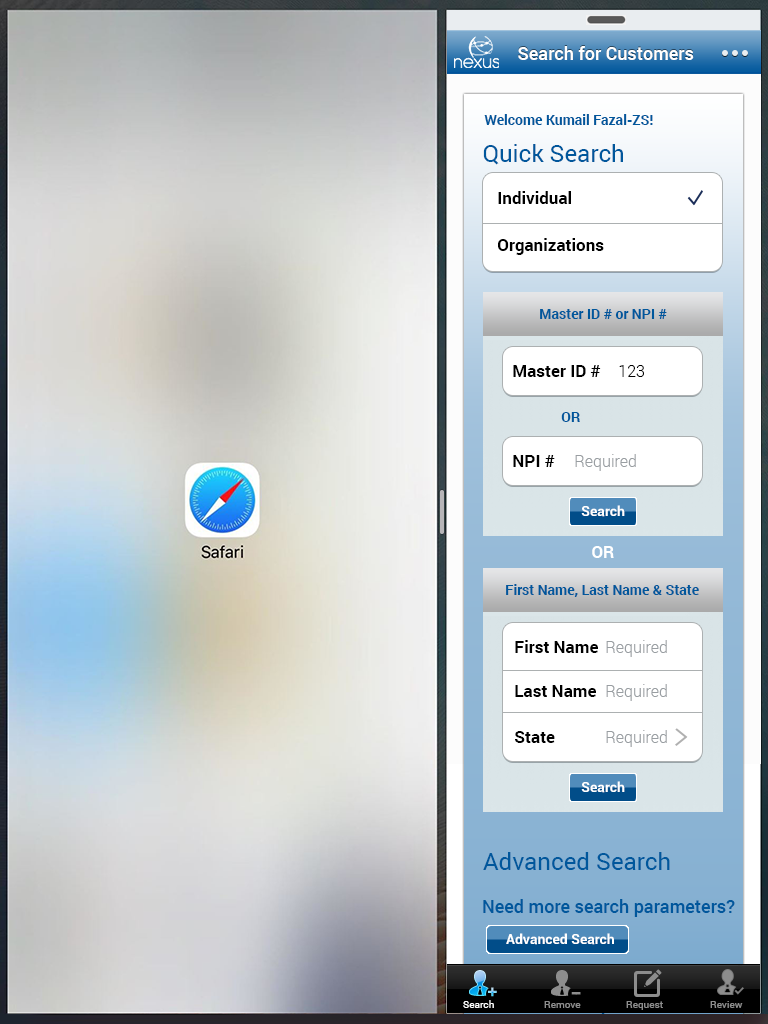 Safari
nexus
Search for Customers
Welcome Kumail Fazal-ZS!
Quick Search
Individual
Organizations
Master ID # or NPI #
Master ID # 123
OR
NPI # Required
Search
OR
First Name, Last Name & State
First Name Required
Last Name Required
State Required
Search
Advanced Search
Need more search parameters?
Advanced Search
Search Remove Request Review